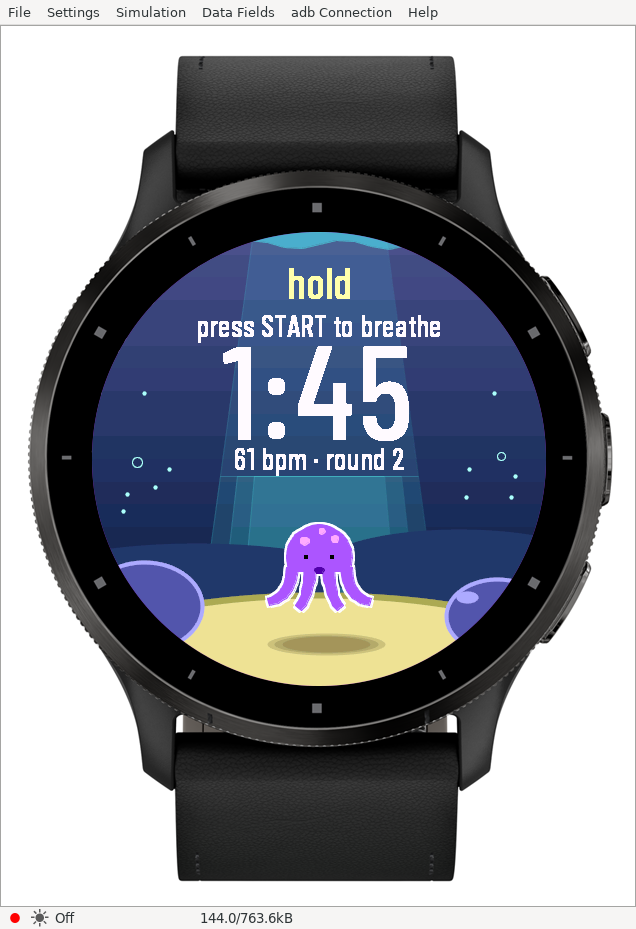 File Settings Simulation Data Fields adb Connection Help
hold
press START to breathe
1:45
61 bpm · round 2
Off 144.0/763.6kB